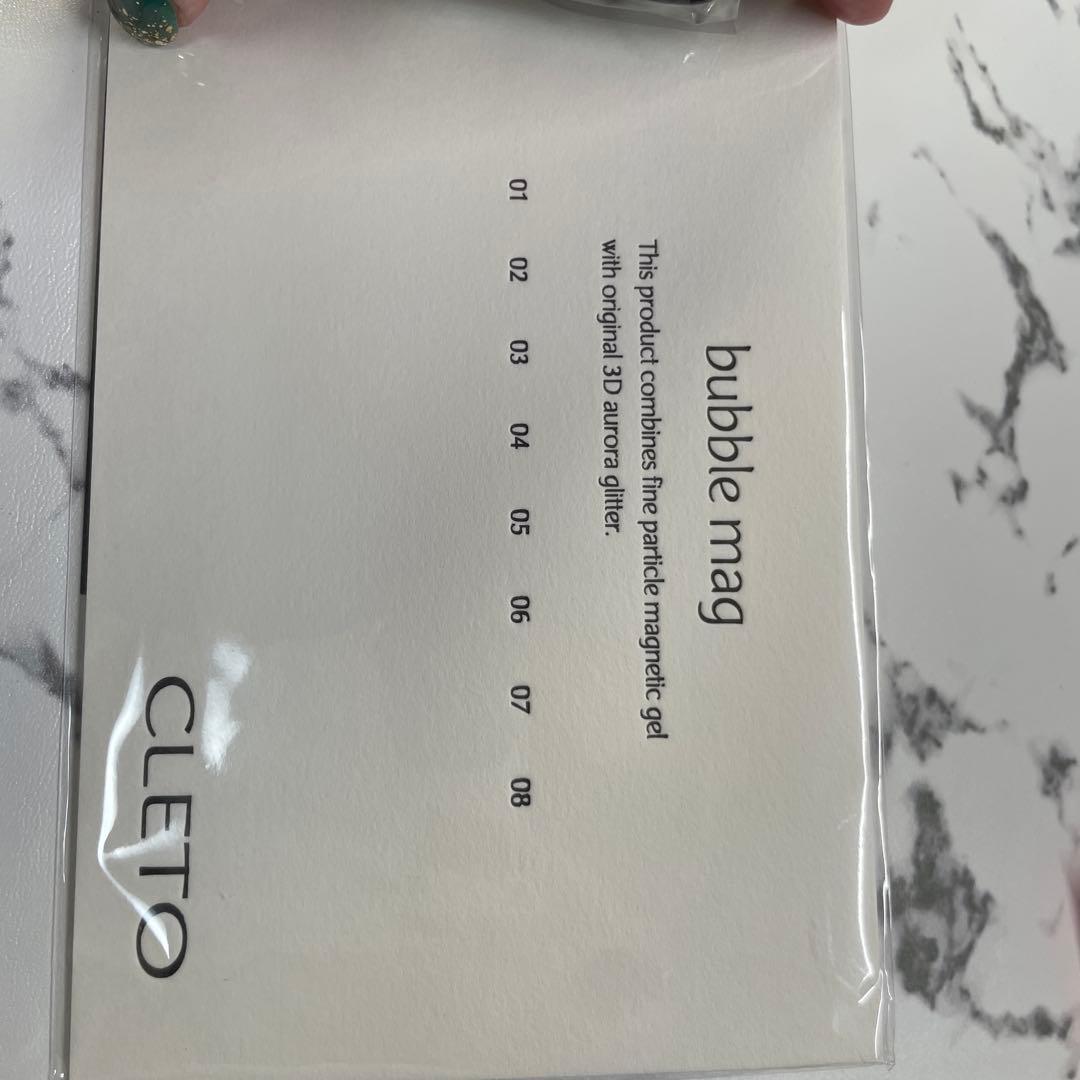 bubble mag
This product combines fine particle magnetic gel
with original 3D aurora glitter.
01 02 03 04 05 06 07 08
CLETO